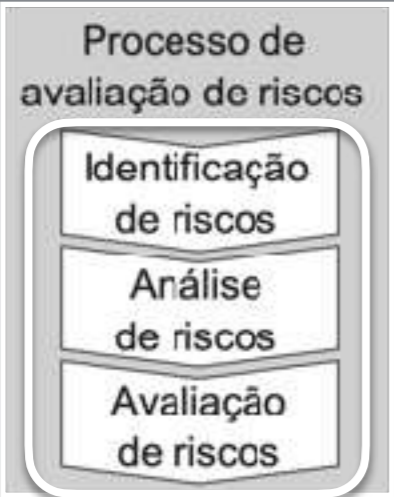 Processo de
avaliação de riscos
Identificação
de riscos
Análise
de riscos
Avaliação
de riscos